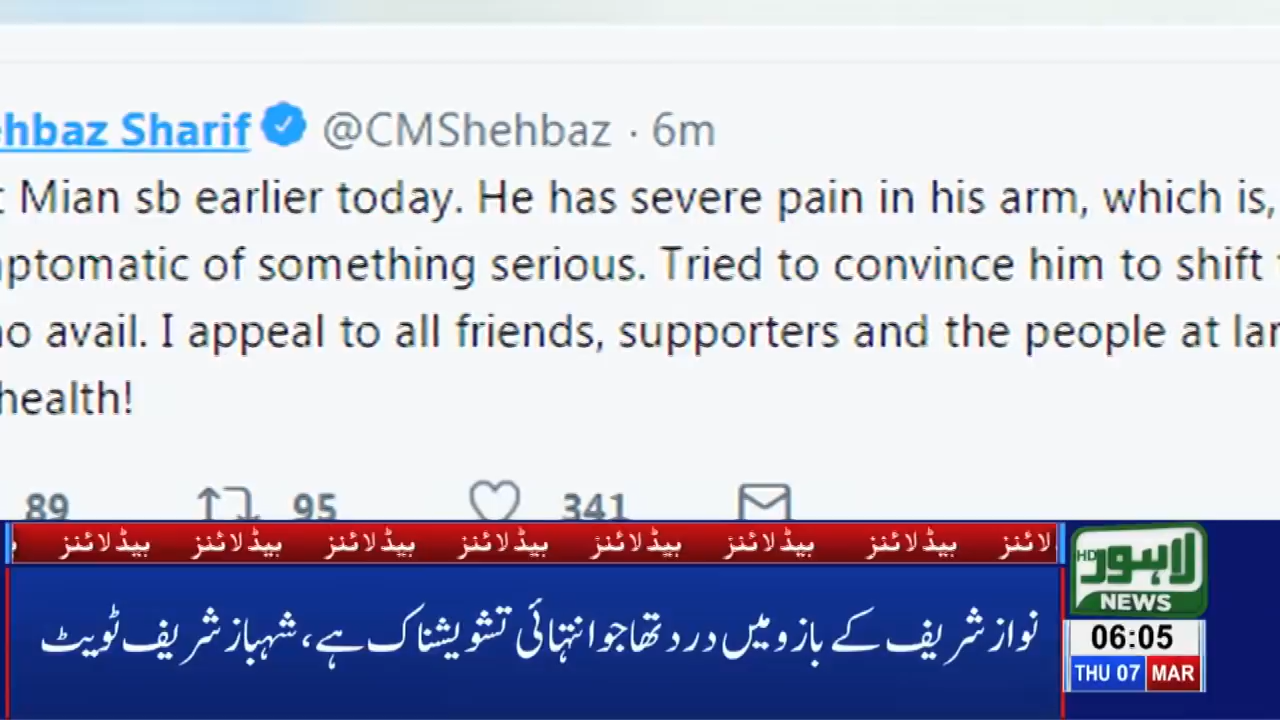 ehbaz Sharif @CMShehbaz · 6m
t Mian sb earlier today. He has severe pain in his arm, which is,
ptomatic of something serious. Tried to convince him to shift
no avail. I appeal to all friends, supporters and the people at lar
health!
89 95 341
ہیڈلائنز ہیڈلائنز ہیڈلائنز ہیڈلائنز ہیڈلائنز ہیڈلائنز ہیڈلائنز لائنز
نواز شریف کے بازو میں درد تھا جو انتہائی تشویشناک ہے، شہباز شریف ٹویٹ
HD لاہور
NEWS
06:05
THU 07 MAR